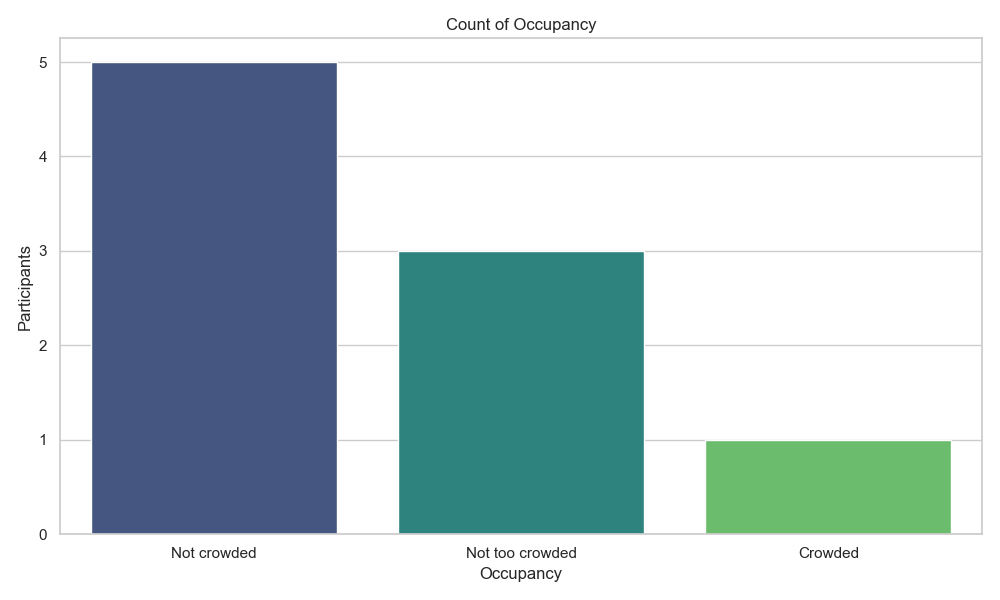 Count of Occupancy
5
4
3
2
1
0
Participants
Not crowded
Not too crowded
Crowded
Occupancy